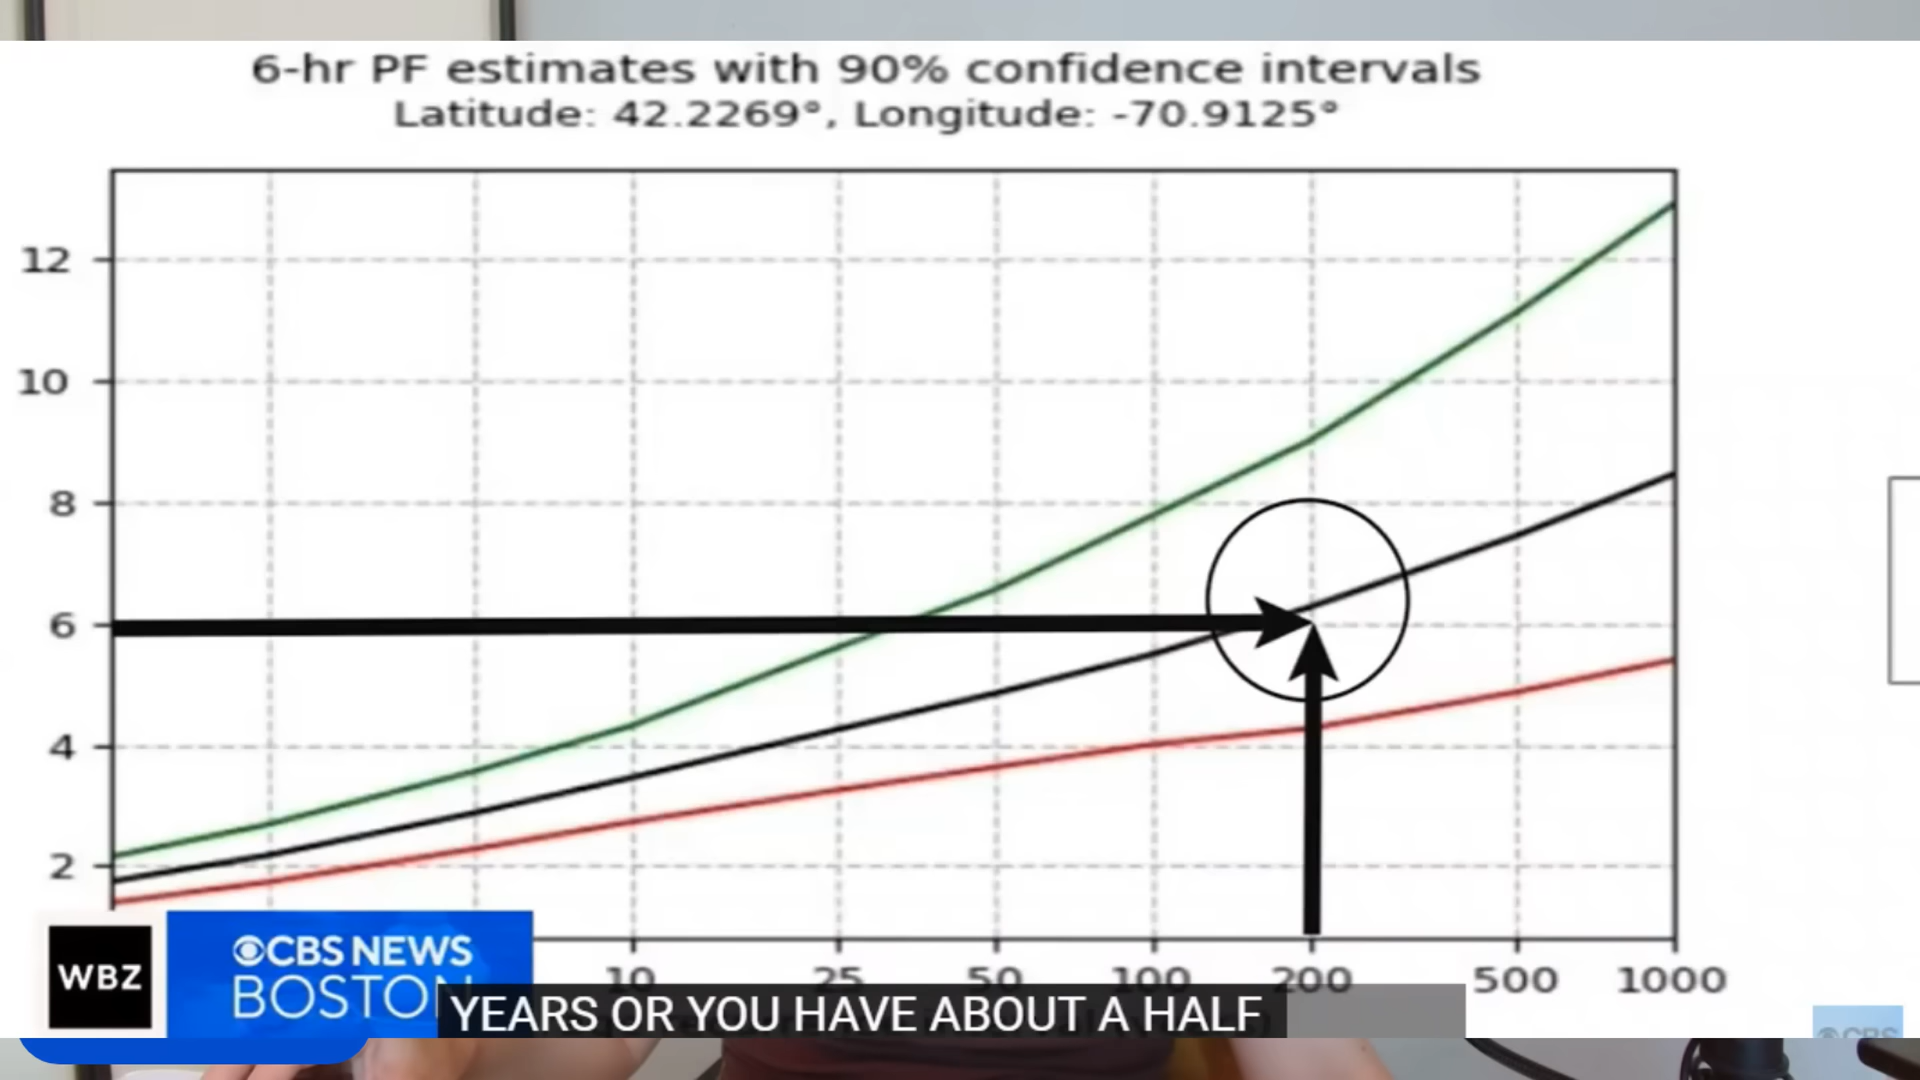 6-hr PF estimates with 90% confidence intervals
Latitude: 42.2269°, Longitude: -70.9125°
12
10
8
6
4
2
10 25 50 100 200 500 1000
WBZ
CBS NEWS
BOSTON
YEARS OR YOU HAVE ABOUT A HALF
CBS